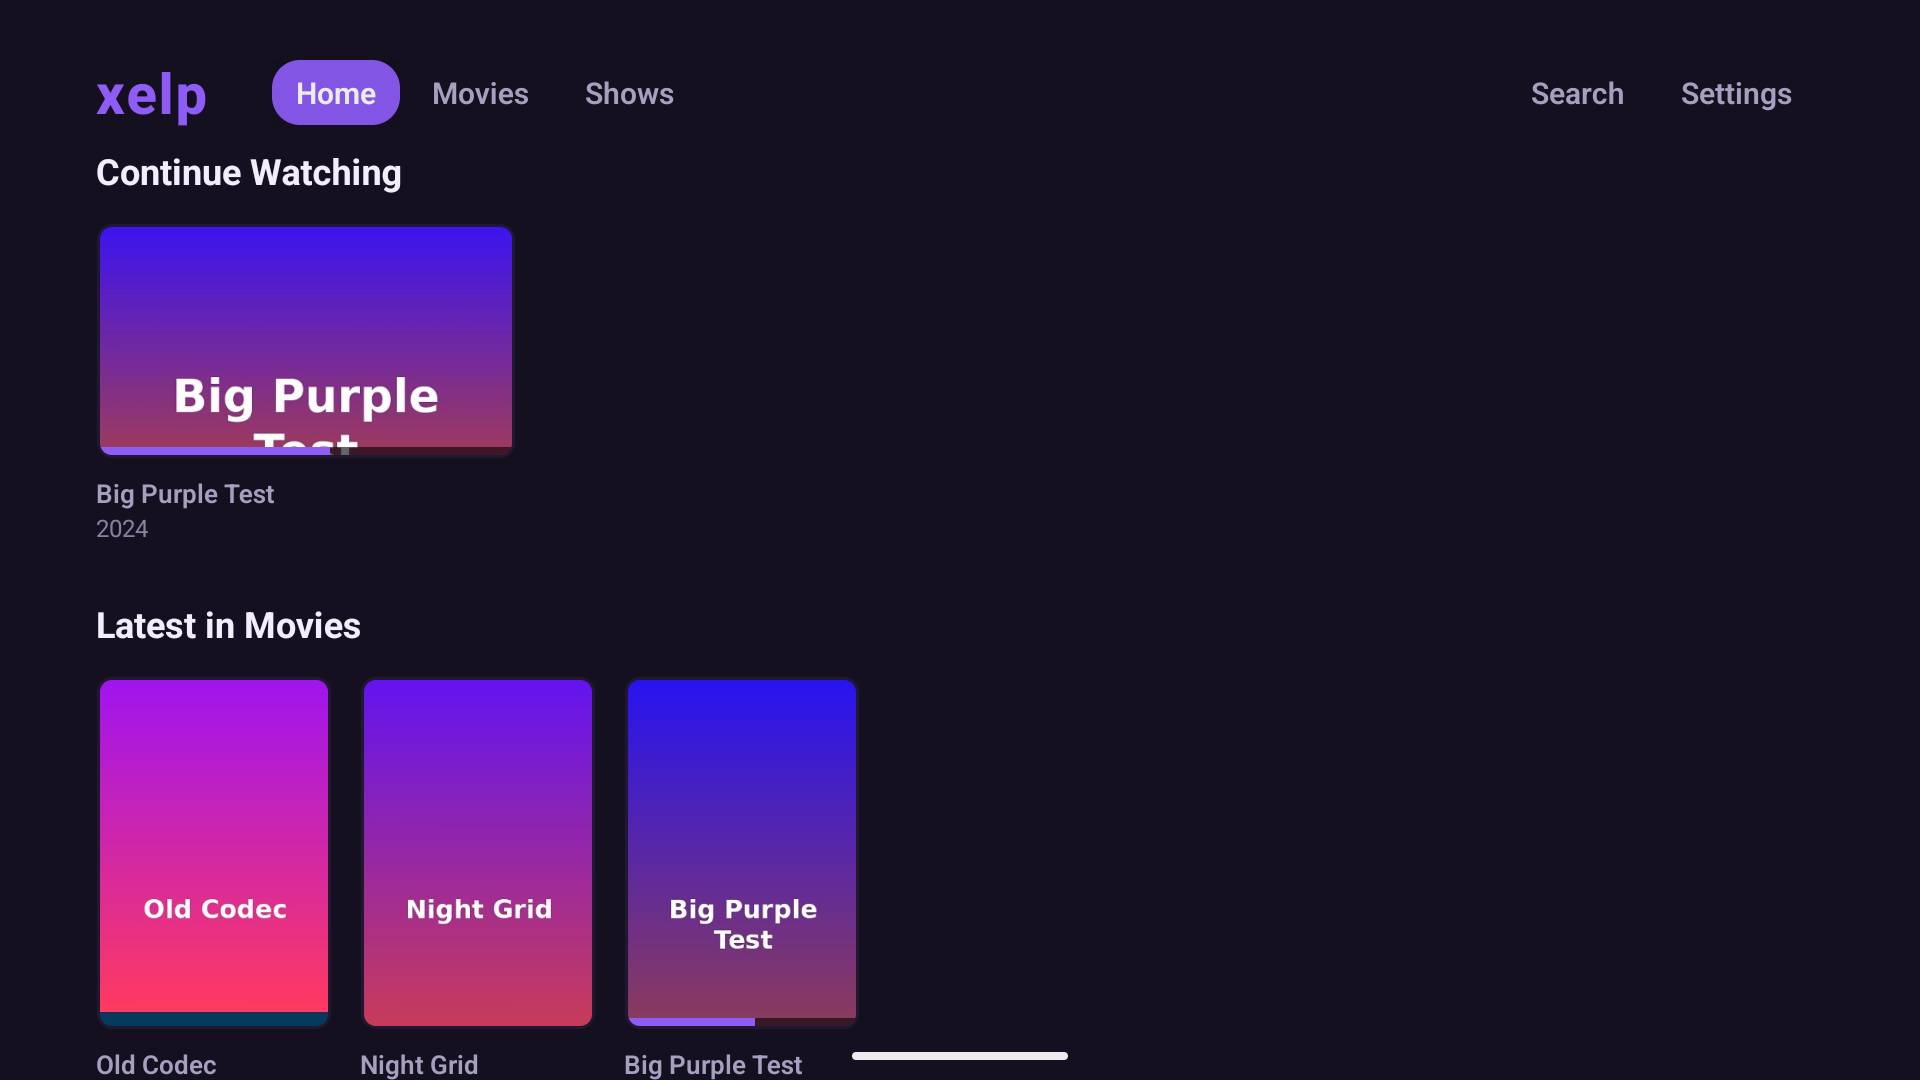 xelp
Home
Movies
Shows
Search
Settings
Continue Watching
Big Purple
Test
Big Purple Test
2024
Latest in Movies
Old Codec
Night Grid
Big Purple
Test
Old Codec
Night Grid
Big Purple Test